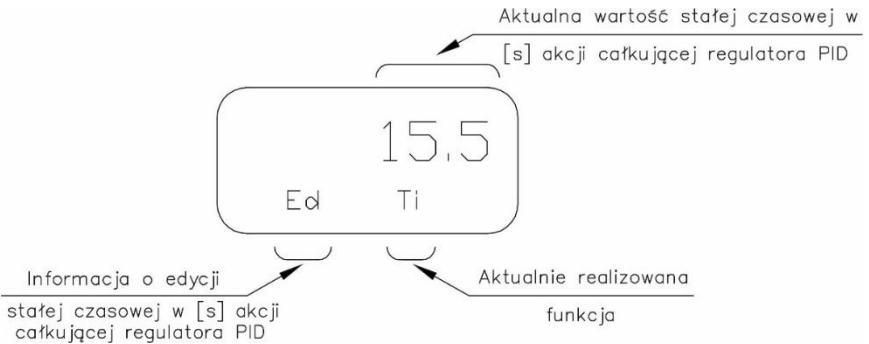 Aktualna wartość stałej czasowej w
[s] akcji całkującej regulatora PID
15.5
Ed Ti
Informacja o edycji
stałej czasowej w [s] akcji
całkującej regulatora PID
Aktualnie realizowana
funkcja